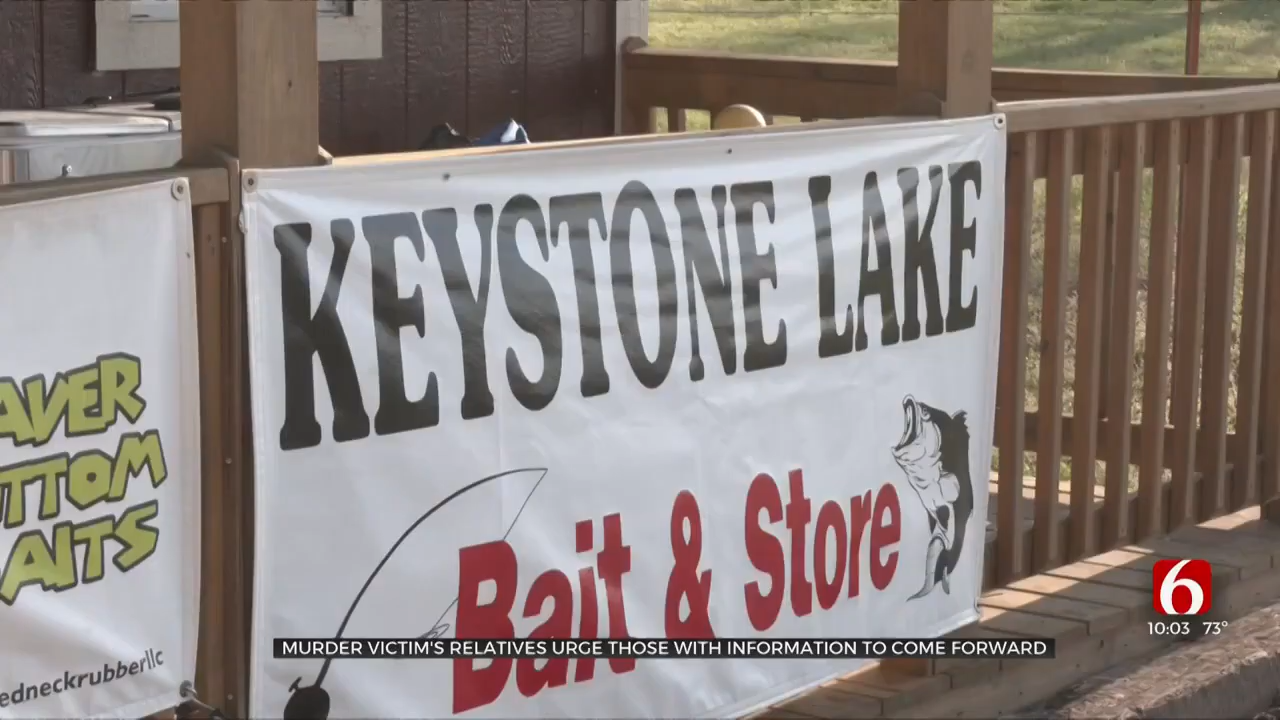 KEYSTONE LAKE
Bait & Store
AVER
TTOM
AITS
edneckrubberllc
MURDER VICTIM'S RELATIVES URGE THOSE WITH INFORMATION TO COME FORWARD
6
10:03 73°